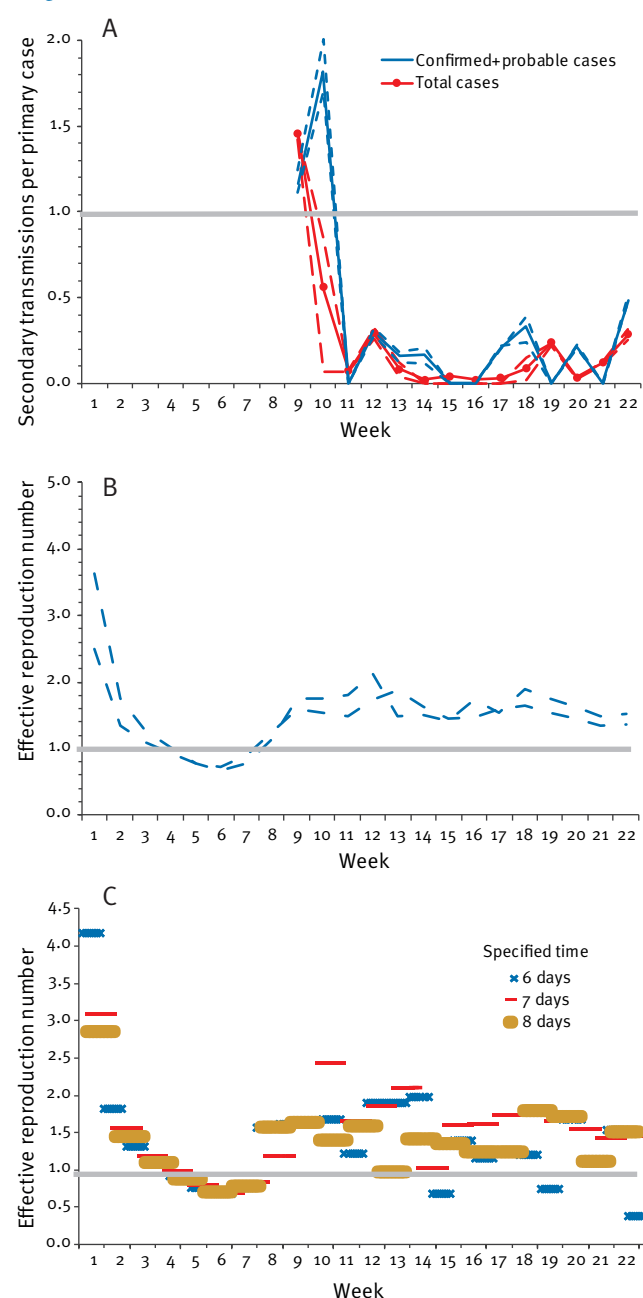 A
2.0
1.5
1.0
0.5
0.0
Secondary transmissions per primary case
Confirmed+probable cases
Total cases
1 2 3 4 5 6 7 8 9 10 11 12 13 14 15 16 17 18 19 20 21 22
Week
B
5.0
4.0
3.0
2.0
1.0
0.0
Effective reproduction number
1 2 3 4 5 6 7 8 9 10 11 12 13 14 15 16 17 18 19 20 21 22
Week
C
4.5
4.0
3.5
3.0
2.5
2.0
1.5
1.0
0.5
0.0
Effective reproduction number
Specified time
6 days
7 days
8 days
1 2 3 4 5 6 7 8 9 10 11 12 13 14 15 16 17 18 19 20 21 22
Week